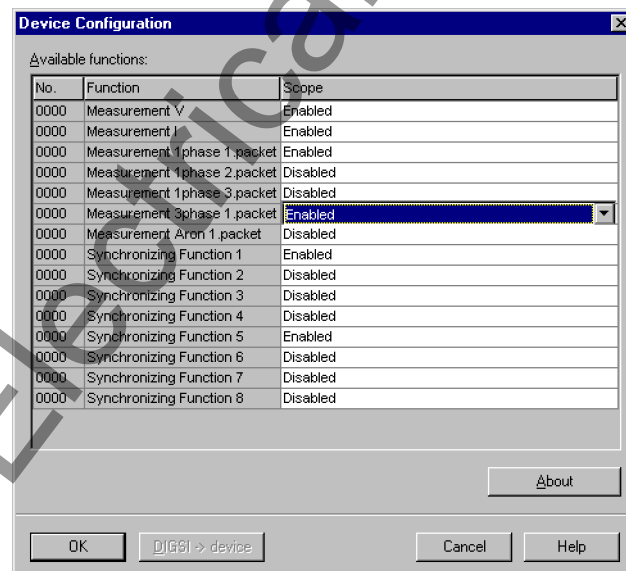 Device Configuration
Available functions:
No. Function Scope
0000 Measurement V Enabled
0000 Measurement I Enabled
0000 Measurement 1phase 1.packet Enabled
0000 Measurement 1phase 2.packet Disabled
0000 Measurement 1phase 3.packet Disabled
0000 Measurement 3phase 1.packet Enabled
0000 Measurement Aron 1.packet Disabled
0000 Synchronizing Function 1 Enabled
0000 Synchronizing Function 2 Disabled
0000 Synchronizing Function 3 Disabled
0000 Synchronizing Function 4 Disabled
0000 Synchronizing Function 5 Enabled
0000 Synchronizing Function 6 Disabled
0000 Synchronizing Function 7 Disabled
0000 Synchronizing Function 8 Disabled
About
OK DIGSI -> device Cancel Help
Electrical